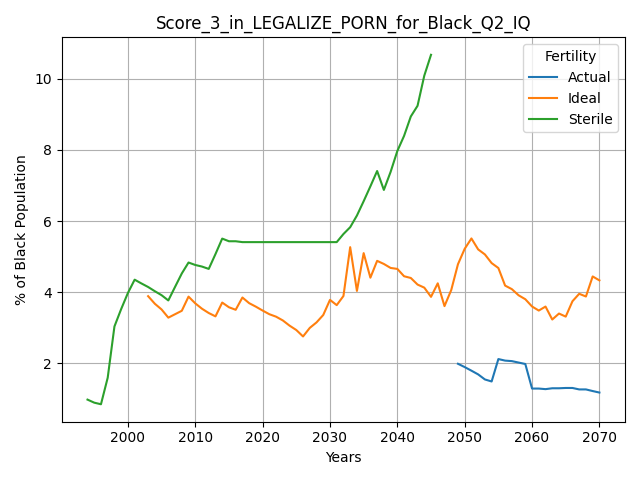 Score_3_in_LEGALIZE_PORN_for_Black_Q2_IQ
Fertility
Actual
Ideal
Sterile
% of Black Population
10
8
6
4
2
2000 2010 2020 2030 2040 2050 2060 2070
Years